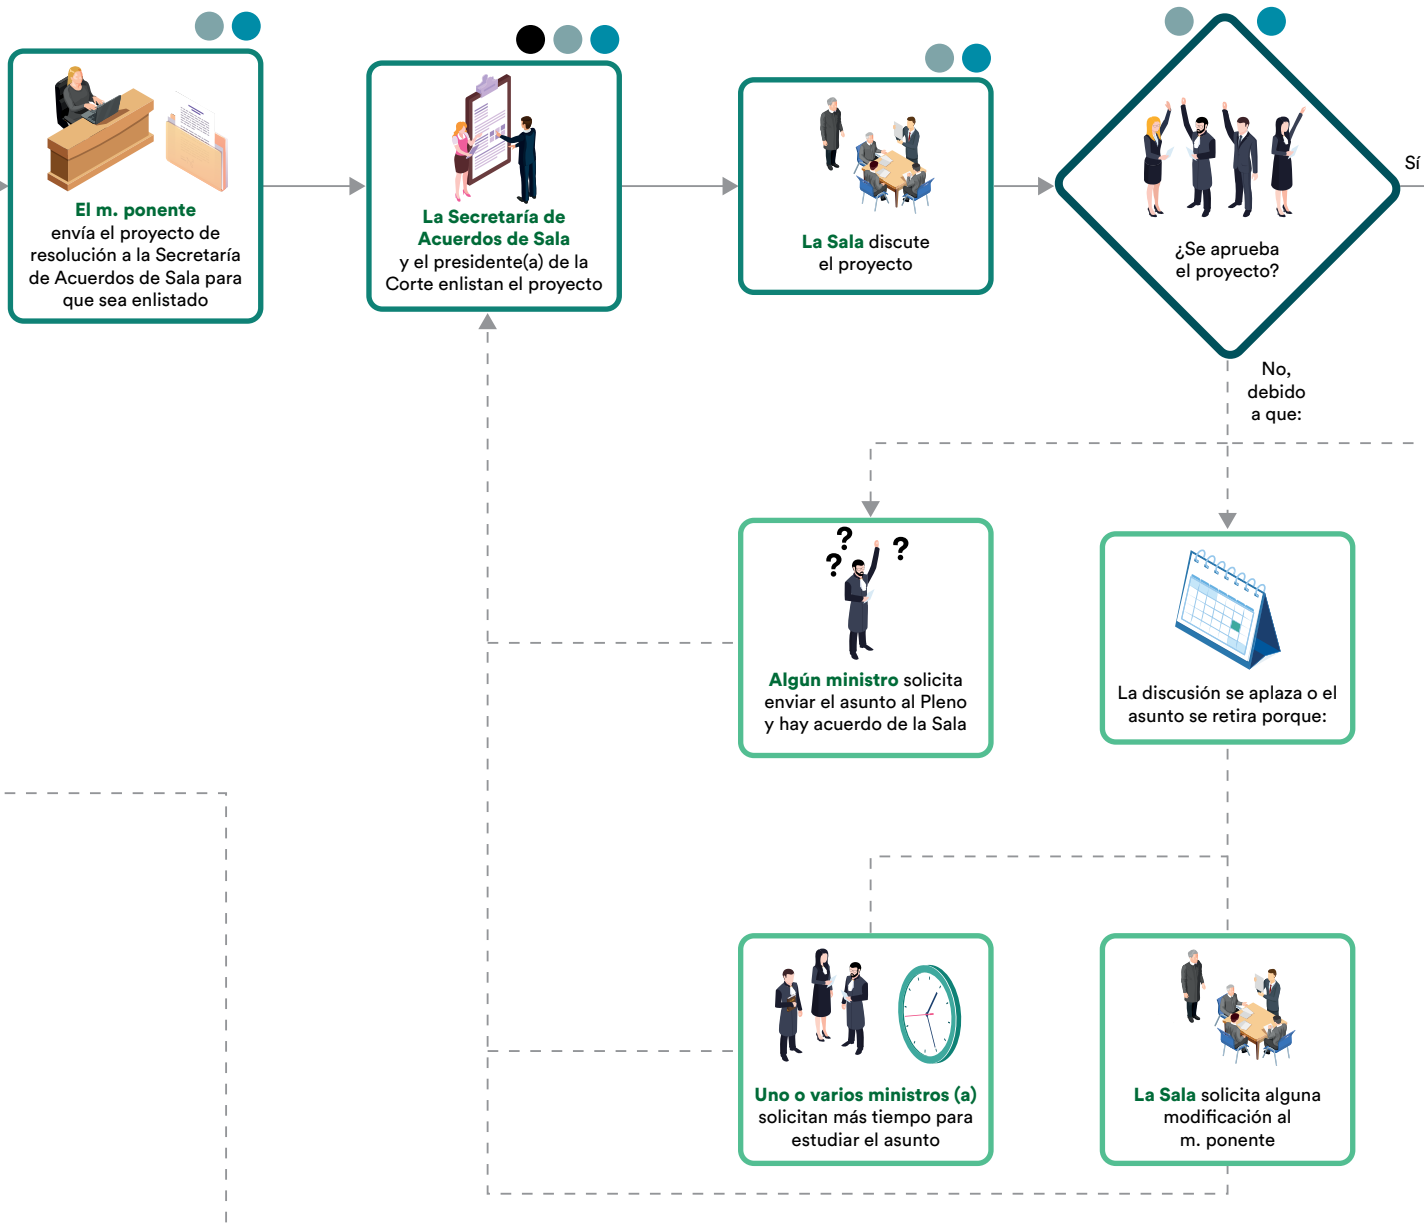 El m. ponente
envía el proyecto de
resolución a la Secretaría
de Acuerdos de Sala para
que sea enlistado
La Secretaría de
Acuerdos de Sala
y el presidente(a) de la
Corte enlistan el proyecto
La Sala discute
el proyecto
¿Se aprueba
el proyecto?
Sí
No,
debido
a que:
? ? ?
Algún ministro solicita
enviar el asunto al Pleno
y hay acuerdo de la Sala
La discusión se aplaza o el
asunto se retira porque:
Uno o varios ministros (a)
solicitan más tiempo para
estudiar el asunto
La Sala solicita alguna
modificación al
m. ponente